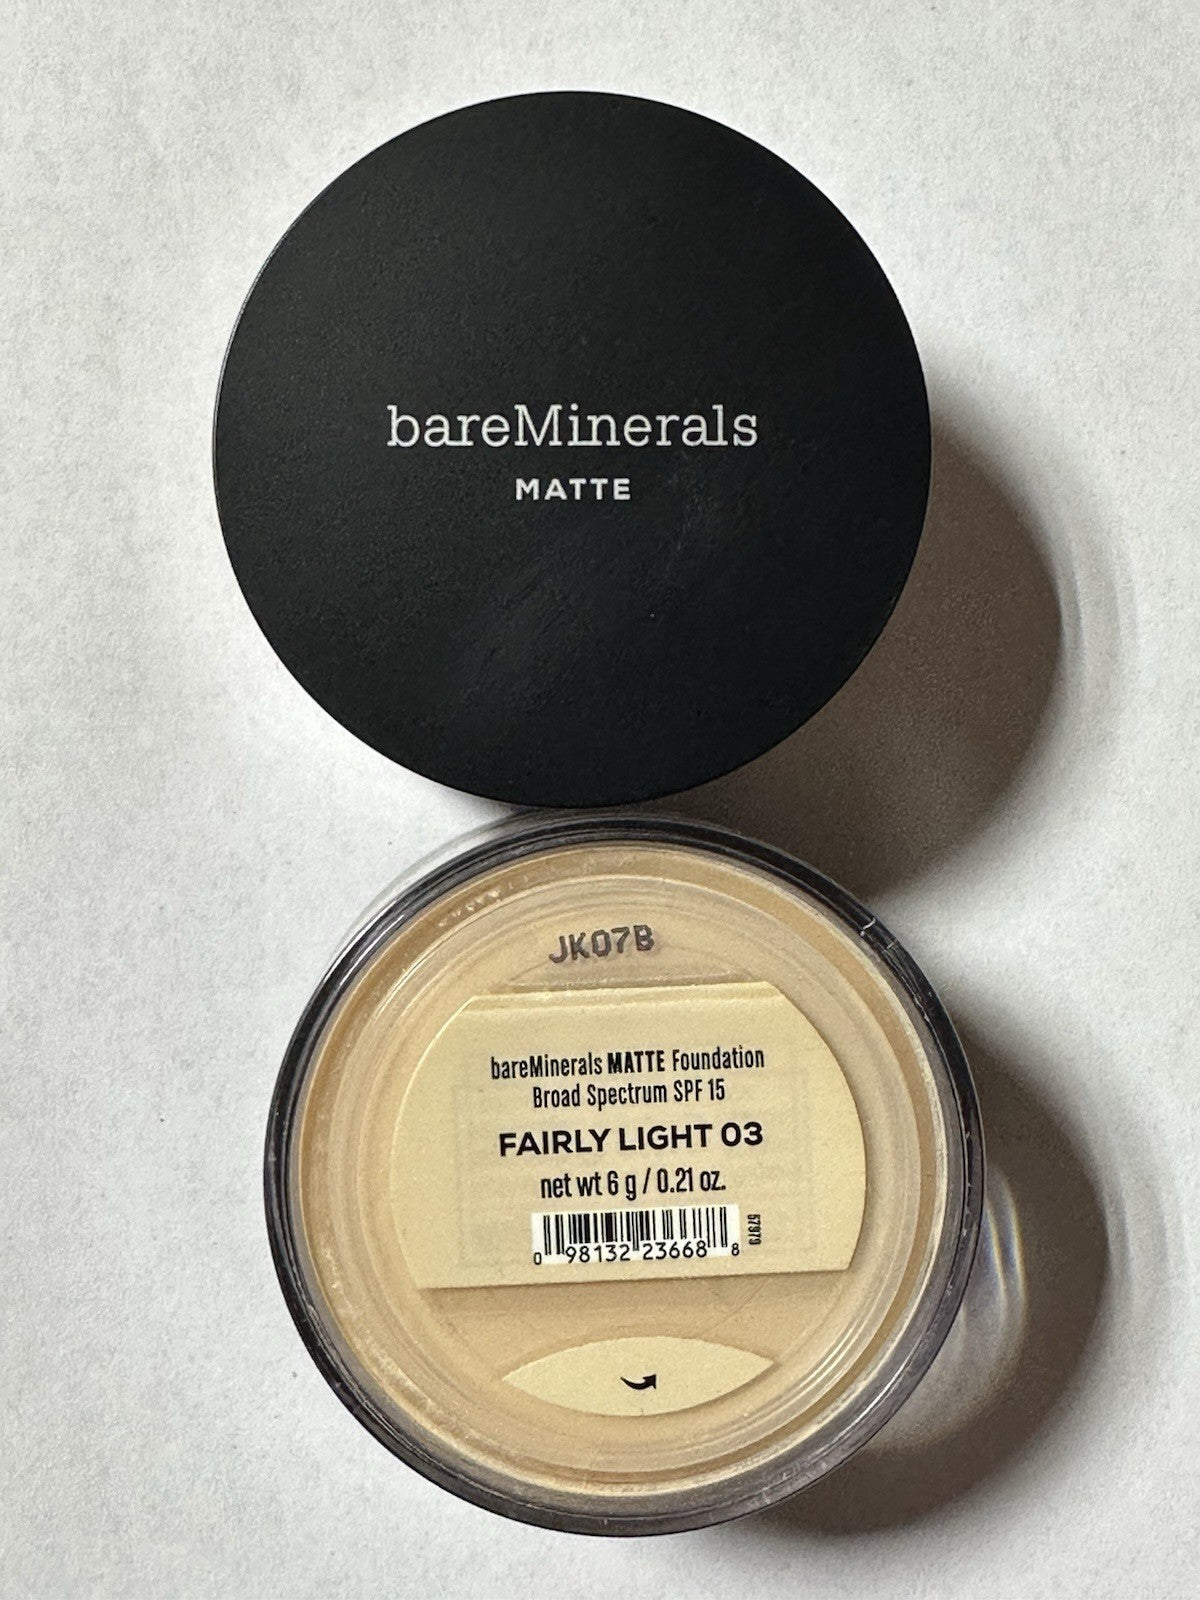 bareMinerals
MATTE
JK07B
bareMinerals MATTE Foundation
Broad Spectrum SPF 15
FAIRLY LIGHT 03
net wt 6 g / 0.21 oz.
57979
0 98132 23668 8